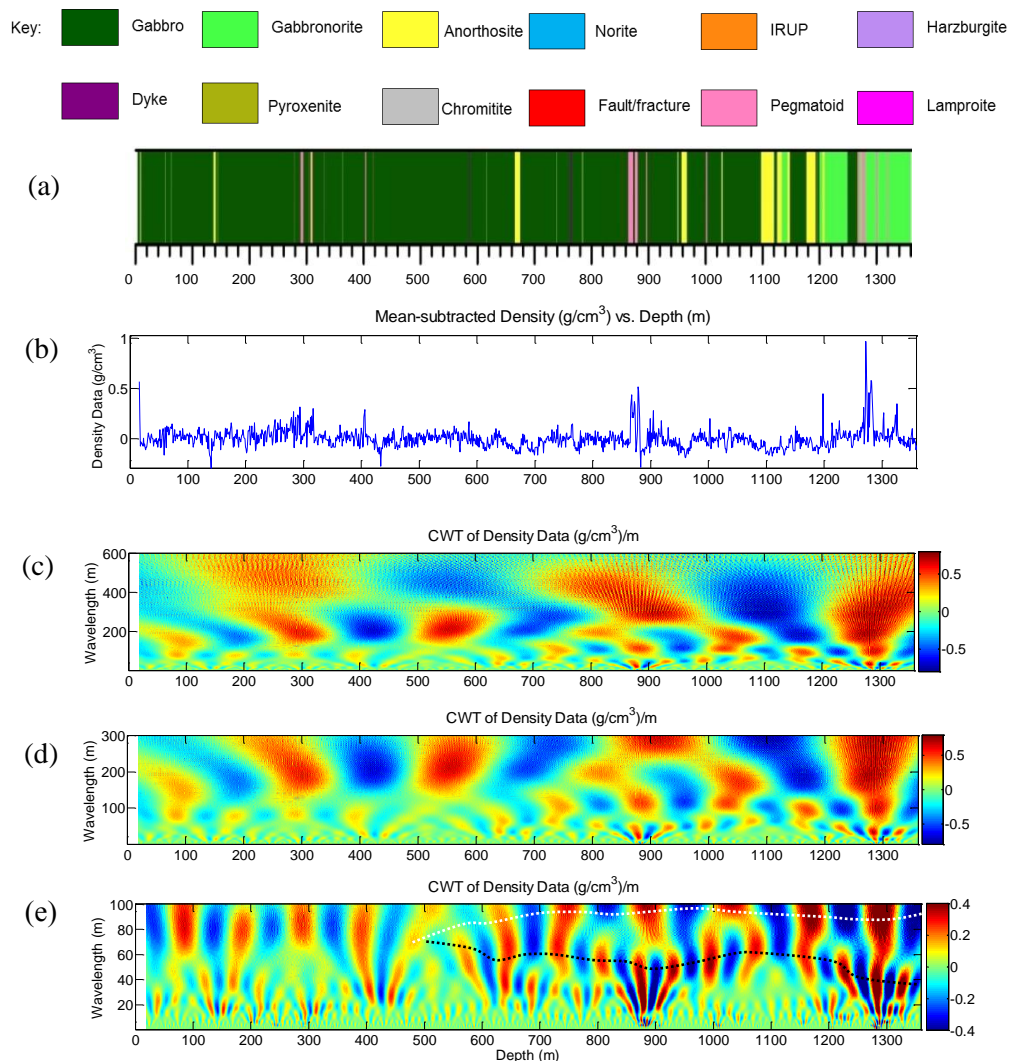 Key: Gabbro Gabbronorite Anorthosite Norite IRUP Harzburgite
Dyke Pyroxenite Chromitite Fault/fracture Pegmatoid Lamproite
(a)
0 100 200 300 400 500 600 700 800 900 1000 1100 1200 1300
Mean-subtracted Density (g/cm³) vs. Depth (m)
(b)
Density Data (g/cm³)
1
0.5
0
0 100 200 300 400 500 600 700 800 900 1000 1100 1200 1300
CWT of Density Data (g/cm³)/m
(c)
Wavelength (m)
600
400
200
0.5
0
-0.5
0 100 200 300 400 500 600 700 800 900 1000 1100 1200 1300
CWT of Density Data (g/cm³)/m
(d)
Wavelength (m)
300
200
100
0.5
0
-0.5
0 100 200 300 400 500 600 700 800 900 1000 1100 1200 1300
CWT of Density Data (g/cm³)/m
(e)
Wavelength (m)
100
80
60
40
20
0.4
0.2
0
-0.2
-0.4
0 100 200 300 400 500 600 700 800 900 1000 1100 1200 1300
Depth (m)